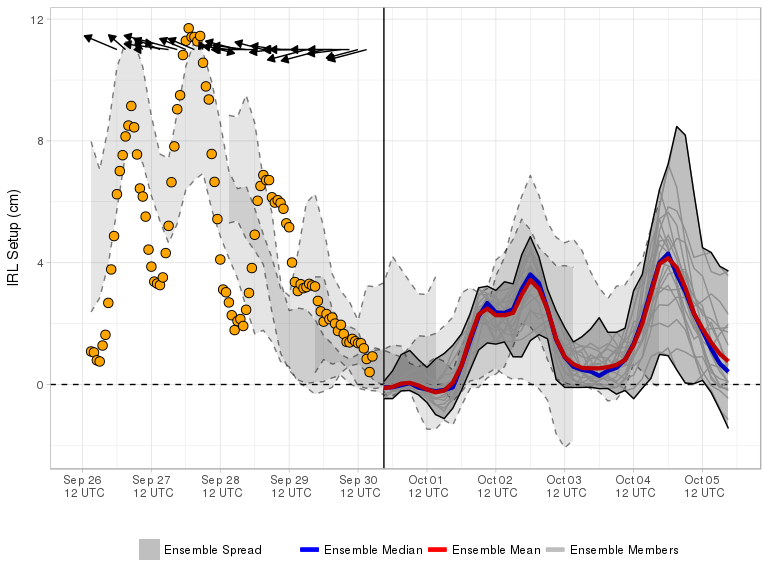 12
8
4
0
IRL Setup (cm)
Sep 26 Sep 27 Sep 28 Sep 29 Sep 30 Oct 01 Oct 02 Oct 03 Oct 04 Oct 05
12 UTC 12 UTC 12 UTC 12 UTC 12 UTC 12 UTC 12 UTC 12 UTC 12 UTC 12 UTC
Ensemble Spread Ensemble Median Ensemble Mean Ensemble Members